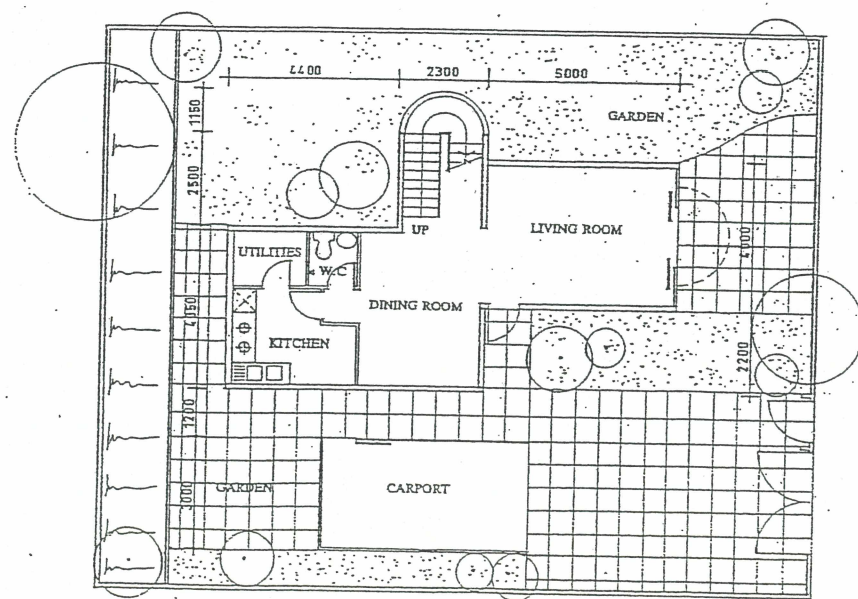 4400
2300
5000
1150
GARDEN
2500
UP
LIVING ROOM
4000
UTILITIES
W.C
DINING ROOM
4350
KITCHEN
2200
1200
GARDEN
CARPORT
3000